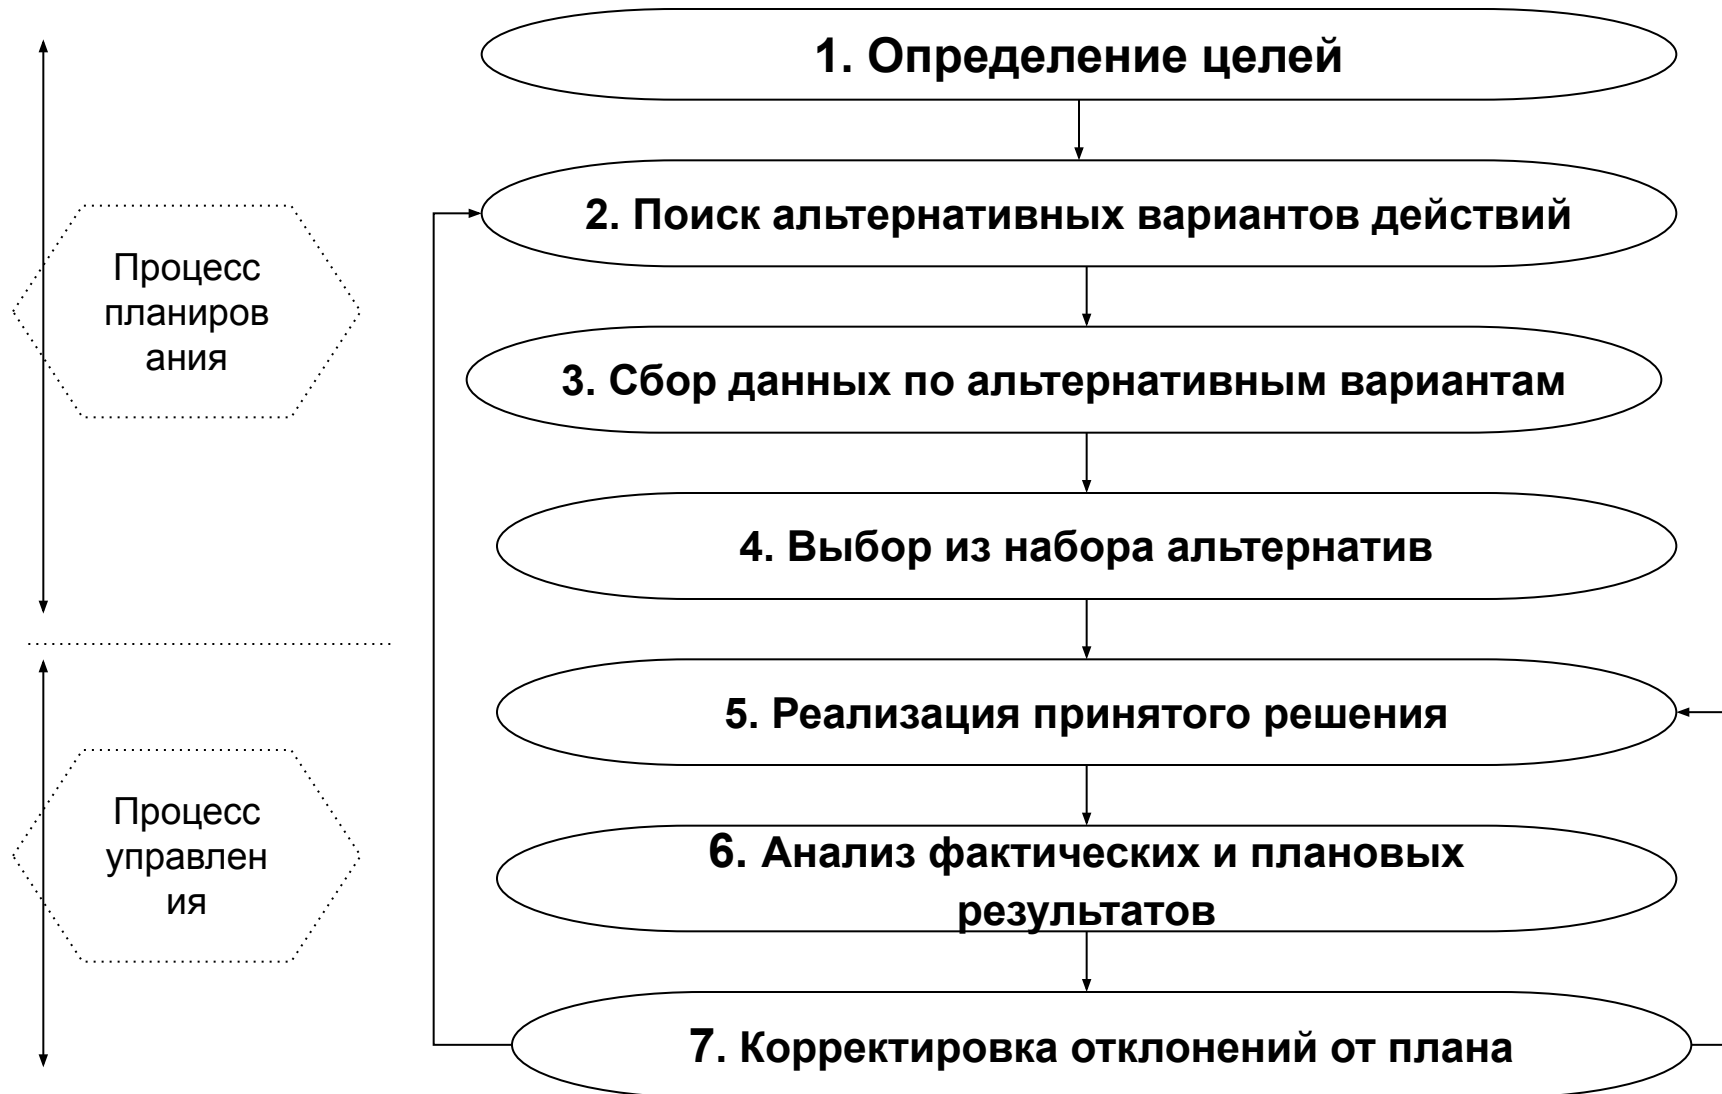 1. Определение целей
2. Поиск альтернативных вариантов действий
Процесс
планиров
ания
3. Сбор данных по альтернативным вариантам
4. Выбор из набора альтернатив
5. Реализация принятого решения
Процесс
управлен
ия
6. Анализ фактических и плановых
результатов
7. Корректировка отклонений от плана